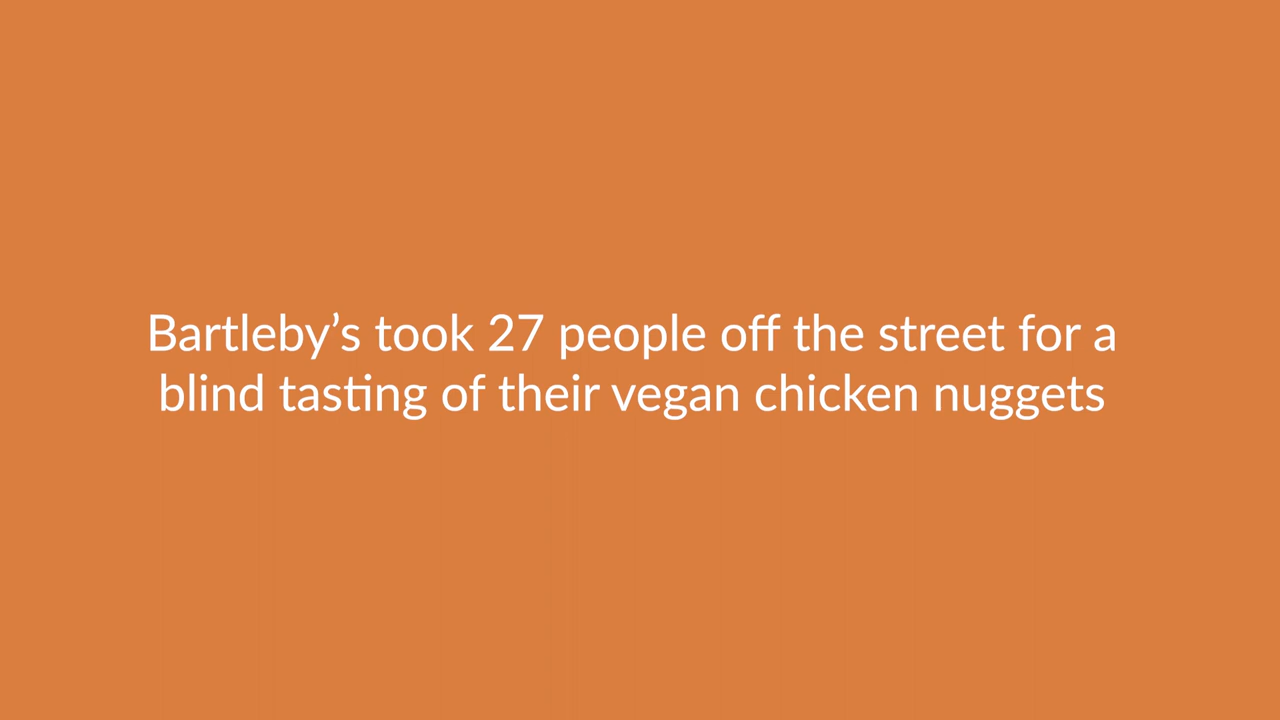 Bartleby’s took 27 people off the street for a
blind tasting of their vegan chicken nuggets